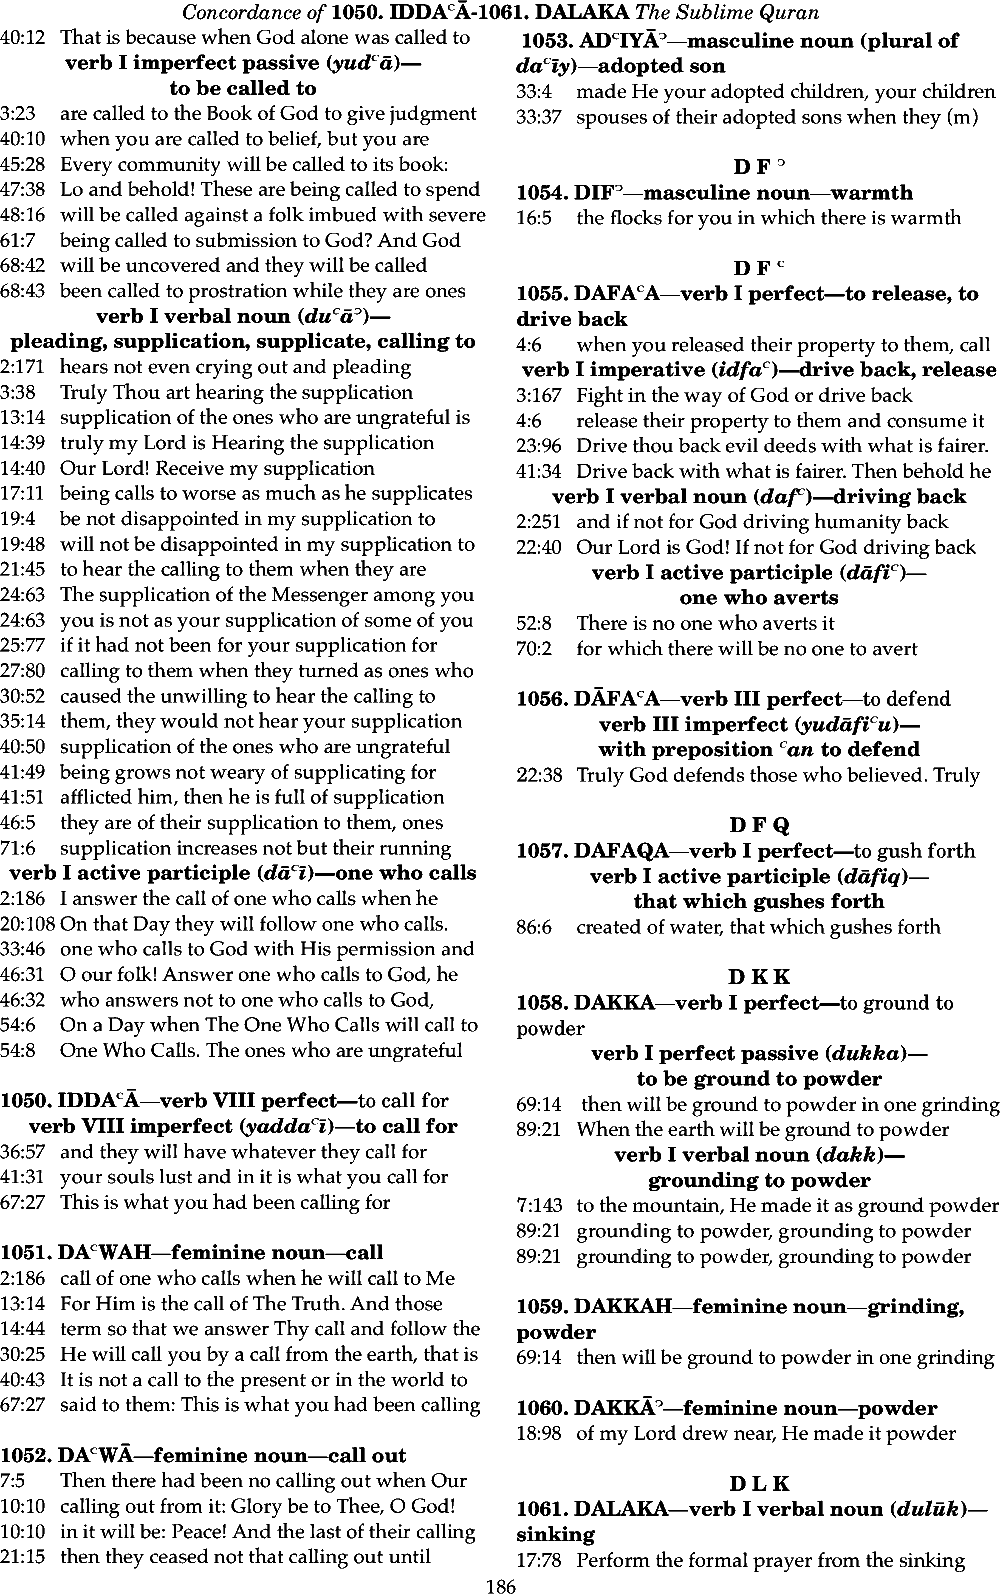 Concordance of 1050. IDDAᶜĀ-1061. DALAKA The Sublime Quran
40:12 That is because when God alone was called to
verb I imperfect passive (yudᶜā)—
to be called to
3:23 are called to the Book of God to give judgment
40:10 when you are called to belief, but you are
45:28 Every community will be called to its book:
47:38 Lo and behold! These are being called to spend
48:16 will be called against a folk imbued with severe
61:7 being called to submission to God? And God
68:42 will be uncovered and they will be called
68:43 been called to prostration while they are ones
verb I verbal noun (duᶜāᵓ)—
pleading, supplication, supplicate, calling to
2:171 hears not even crying out and pleading
3:38 Truly Thou art hearing the supplication
13:14 supplication of the ones who are ungrateful is
14:39 truly my Lord is Hearing the supplication
14:40 Our Lord! Receive my supplication
17:11 being calls to worse as much as he supplicates
19:4 be not disappointed in my supplication to
19:48 will not be disappointed in my supplication to
21:45 to hear the calling to them when they are
24:63 The supplication of the Messenger among you
24:63 you is not as your supplication of some of you
25:77 if it had not been for your supplication for
27:80 calling to them when they turned as ones who
30:52 caused the unwilling to hear the calling to
35:14 them, they would not hear your supplication
40:50 supplication of the ones who are ungrateful
41:49 being grows not weary of supplicating for
41:51 afflicted him, then he is full of supplication
46:5 they are of their supplication to them, ones
71:6 supplication increases not but their running
verb I active participle (dāᶜī)—one who calls
2:186 I answer the call of one who calls when he
20:108 On that Day they will follow one who calls.
33:46 one who calls to God with His permission and
46:31 O our folk! Answer one who calls to God, he
46:32 who answers not to one who calls to God,
54:6 On a Day when The One Who Calls will call to
54:8 One Who Calls. The ones who are ungrateful
1050. IDDAᶜĀ—verb VIII perfect—to call for
verb VIII imperfect (yaddaᶜī)—to call for
36:57 and they will have whatever they call for
41:31 your souls lust and in it is what you call for
67:27 This is what you had been calling for
1051. DAᶜWAH—feminine noun—call
2:186 call of one who calls when he will call to Me
13:14 For Him is the call of The Truth. And those
14:44 term so that we answer Thy call and follow the
30:25 He will call you by a call from the earth, that is
40:43 It is not a call to the present or in the world to
67:27 said to them: This is what you had been calling
1052. DAᶜWĀ—feminine noun—call out
7:5 Then there had been no calling out when Our
10:10 calling out from it: Glory be to Thee, O God!
10:10 in it will be: Peace! And the last of their calling
21:15 then they ceased not that calling out until
1053. ADᶜIYĀᵓ—masculine noun (plural of
daᶜīy)—adopted son
33:4 made He your adopted children, your children
33:37 spouses of their adopted sons when they (m)
D F ᵓ
1054. DIFᵓ—masculine noun—warmth
16:5 the flocks for you in which there is warmth
D F ᶜ
1055. DAFAᶜA—verb I perfect—to release, to
drive back
4:6 when you released their property to them, call
verb I imperative (idfaᶜ)—drive back, release
3:167 Fight in the way of God or drive back
4:6 release their property to them and consume it
23:96 Drive thou back evil deeds with what is fairer.
41:34 Drive back with what is fairer. Then behold he
verb I verbal noun (dafᶜ)—driving back
2:251 and if not for God driving humanity back
22:40 Our Lord is God! If not for God driving back
verb I active participle (dāfiᶜ)—
one who averts
52:8 There is no one who averts it
70:2 for which there will be no one to avert
1056. DĀFAᶜA—verb III perfect—to defend
verb III imperfect (yudāfiᶜu)—
with preposition ᶜan to defend
22:38 Truly God defends those who believed. Truly
D F Q
1057. DAFAQA—verb I perfect—to gush forth
verb I active participle (dāfiq)—
that which gushes forth
86:6 created of water, that which gushes forth
D K K
1058. DAKKA—verb I perfect—to ground to
powder
verb I perfect passive (dukka)—
to be ground to powder
69:14 then will be ground to powder in one grinding
89:21 When the earth will be ground to powder
verb I verbal noun (dakk)—
grounding to powder
7:143 to the mountain, He made it as ground powder
89:21 grounding to powder, grounding to powder
89:21 grounding to powder, grounding to powder
1059. DAKKAH—feminine noun—grinding,
powder
69:14 then will be ground to powder in one grinding
1060. DAKKĀᵓ—feminine noun—powder
18:98 of my Lord drew near, He made it powder
D L K
1061. DALAKA—verb I verbal noun (dulūk)—
sinking
17:78 Perform the formal prayer from the sinking
186